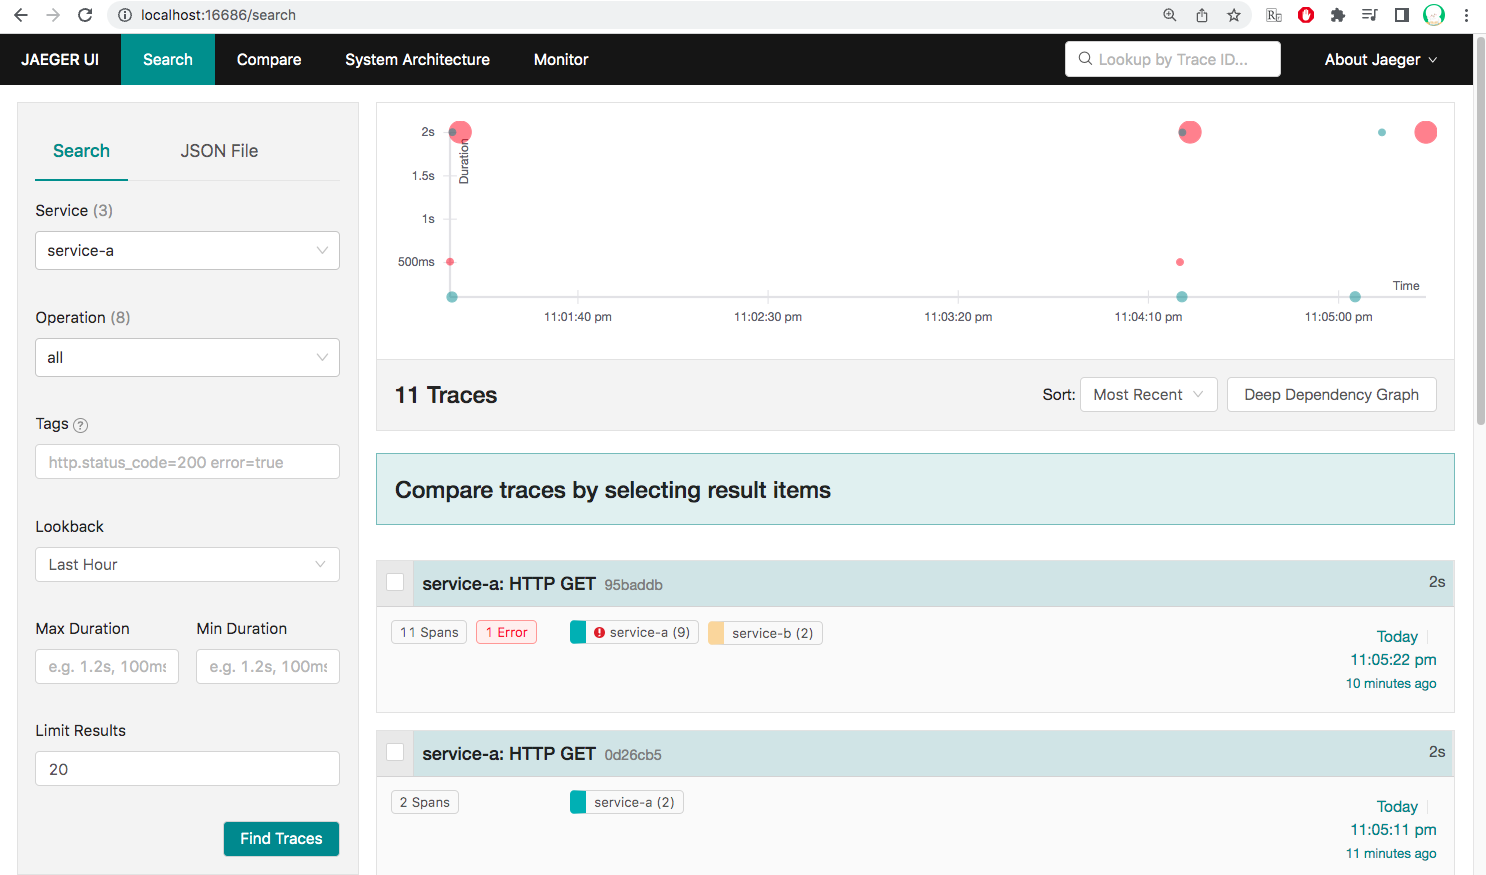 localhost:16686/search
JAEGER UI
Search
Compare
System Architecture
Monitor
Lookup by Trace ID...
About Jaeger
Search
JSON File
Service (3)
service-a
Operation (8)
all
Tags ?
http.status_code=200 error=true
Lookback
Last Hour
Max Duration
Min Duration
e.g. 1.2s, 100ms
e.g. 1.2s, 100ms
Limit Results
20
Find Traces
2s
1.5s
1s
500ms
Duration
Time
11:01:40 pm
11:02:30 pm
11:03:20 pm
11:04:10 pm
11:05:00 pm
11 Traces
Sort:
Most Recent
Deep Dependency Graph
Compare traces by selecting result items
service-a: HTTP GET 95baddb
2s
11 Spans
1 Error
service-a (9)
service-b (2)
Today
11:05:22 pm
10 minutes ago
service-a: HTTP GET 0d26cb5
2s
2 Spans
service-a (2)
Today
11:05:11 pm
11 minutes ago